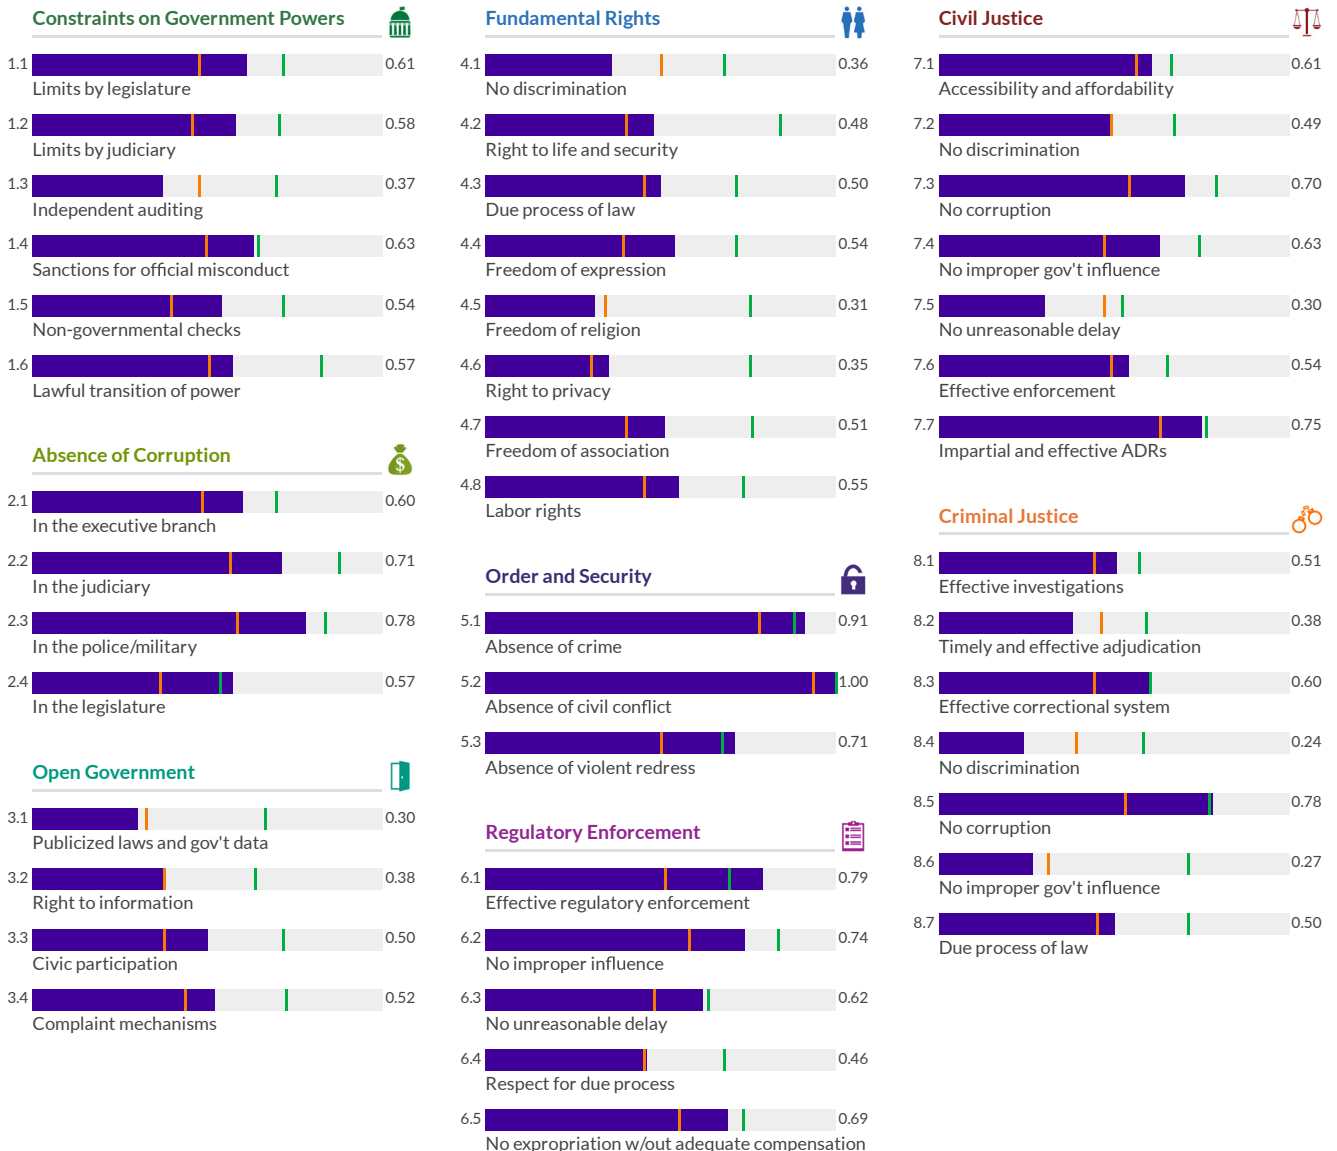 Constraints on Government Powers
1.1 0.61
Limits by legislature
1.2 0.58
Limits by judiciary
1.3 0.37
Independent auditing
1.4 0.63
Sanctions for official misconduct
1.5 0.54
Non-governmental checks
1.6 0.57
Lawful transition of power
Absence of Corruption
$
2.1 0.60
In the executive branch
2.2 0.71
In the judiciary
2.3 0.78
In the police/military
2.4 0.57
In the legislature
Open Government
3.1 0.30
Publicized laws and gov't data
3.2 0.38
Right to information
3.3 0.50
Civic participation
3.4 0.52
Complaint mechanisms
Fundamental Rights
4.1 0.36
No discrimination
4.2 0.48
Right to life and security
4.3 0.50
Due process of law
4.4 0.54
Freedom of expression
4.5 0.31
Freedom of religion
4.6 0.35
Right to privacy
4.7 0.51
Freedom of association
4.8 0.55
Labor rights
Order and Security
5.1 0.91
Absence of crime
5.2 1.00
Absence of civil conflict
5.3 0.71
Absence of violent redress
Regulatory Enforcement
6.1 0.79
Effective regulatory enforcement
6.2 0.74
No improper influence
6.3 0.62
No unreasonable delay
6.4 0.46
Respect for due process
6.5 0.69
No expropriation w/out adequate compensation
Civil Justice
7.1 0.61
Accessibility and affordability
7.2 0.49
No discrimination
7.3 0.70
No corruption
7.4 0.63
No improper gov't influence
7.5 0.30
No unreasonable delay
7.6 0.54
Effective enforcement
7.7 0.75
Impartial and effective ADRs
Criminal Justice
8.1 0.51
Effective investigations
8.2 0.38
Timely and effective adjudication
8.3 0.60
Effective correctional system
8.4 0.24
No discrimination
8.5 0.78
No corruption
8.6 0.27
No improper gov't influence
8.7 0.50
Due process of law